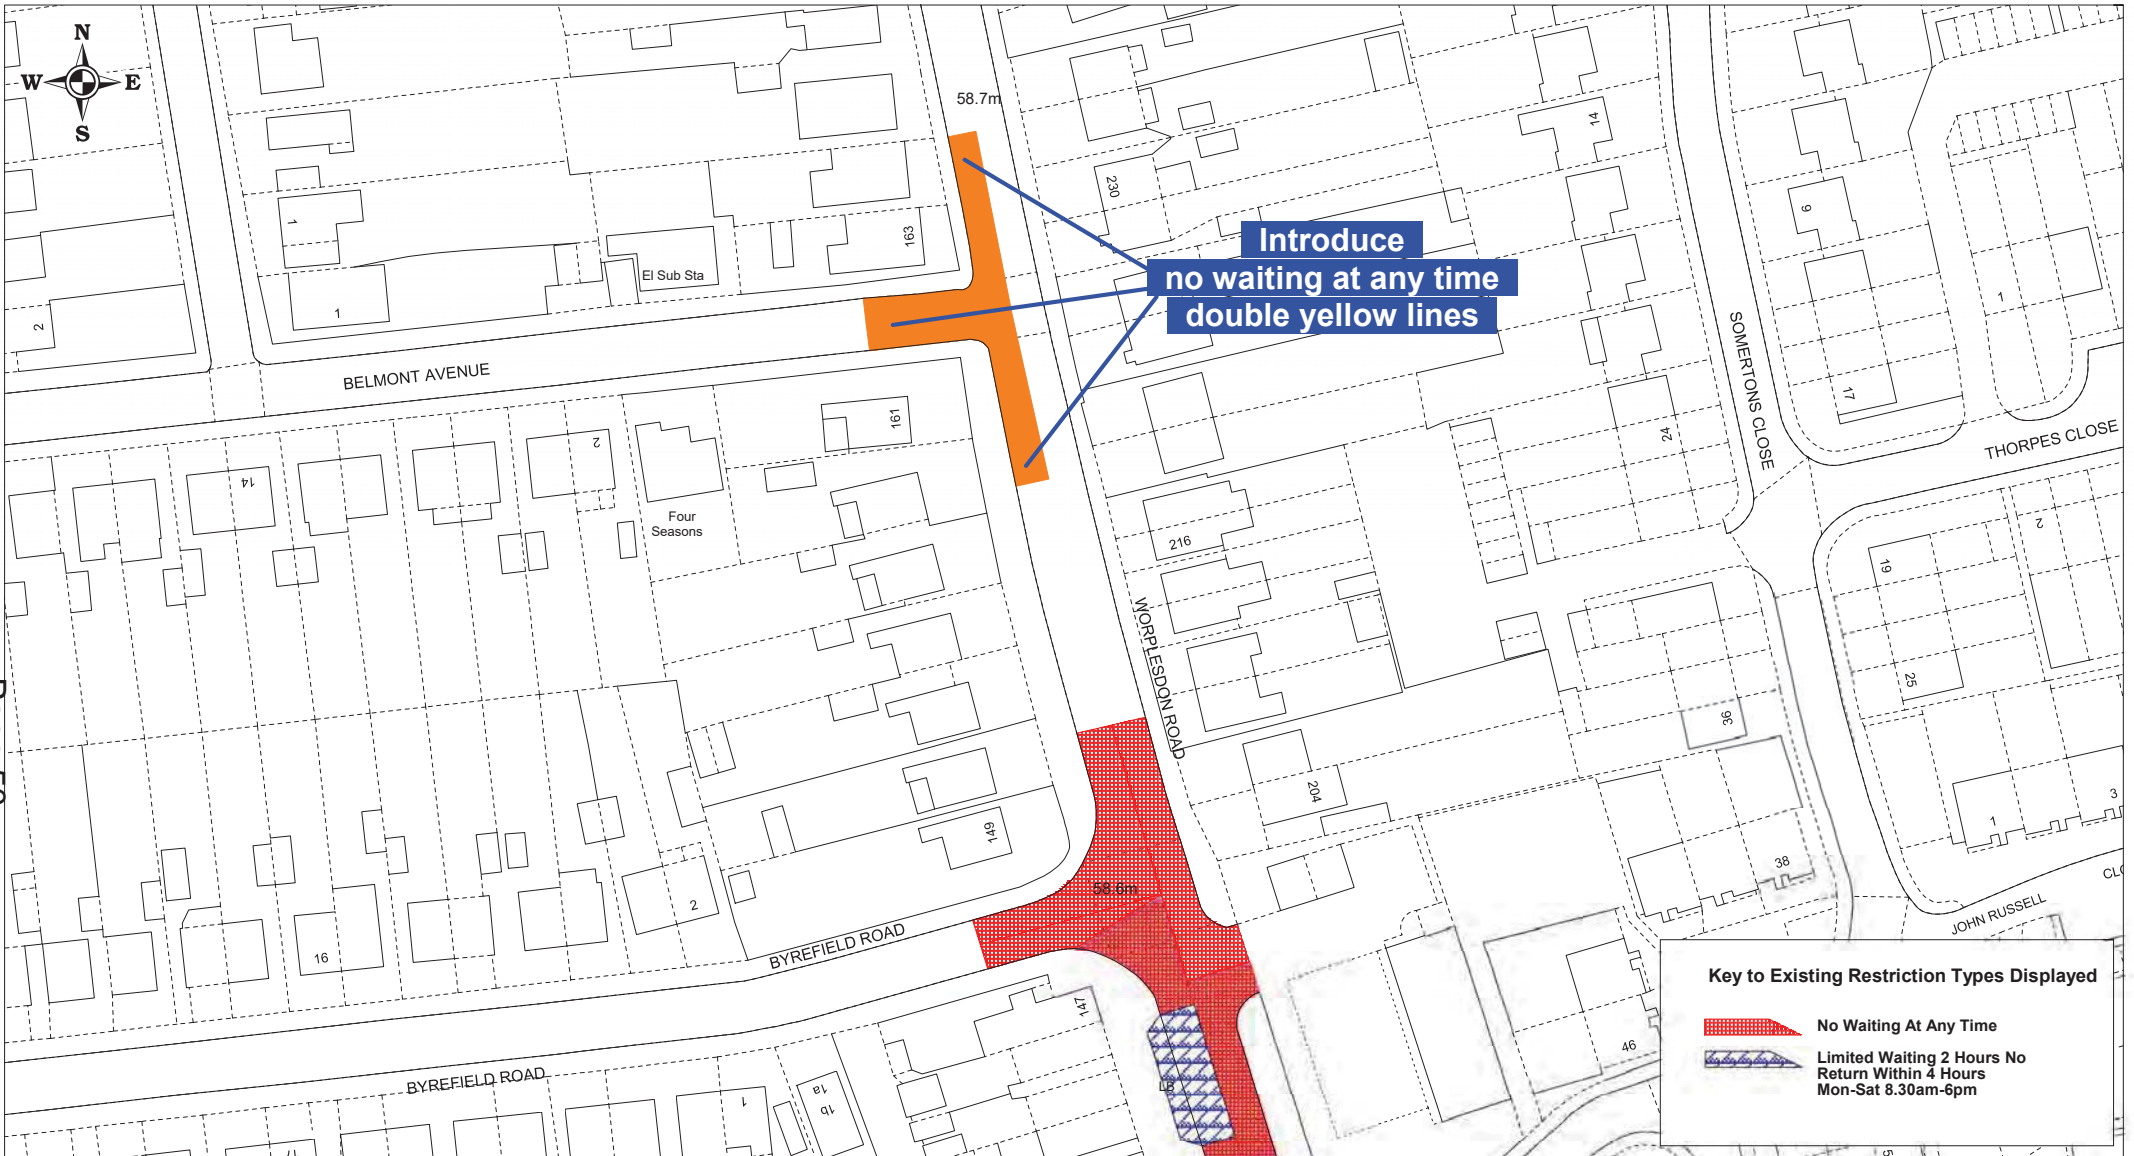 N
W E
S
58.7m
14
230
9
1
163
Introduce
no waiting at any time
double yellow lines
El Sub Sta
1
1
2
BELMONT AVENUE
SOMERTONS CLOSE
17
161
24
THORPES CLOSE
2
14
Four
Seasons
216
2
19
WORPLESDON ROAD
25
36
204
3
1
149
38
58.6m
CLO
2
JOHN RUSSELL
16
BYREFIELD ROAD
147
46
LB
BYREFIELD ROAD
1a
1b
1
Key to Existing Restriction Types Displayed
No Waiting At Any Time
Limited Waiting 2 Hours No
Return Within 4 Hours
Mon-Sat 8.30am-6pm